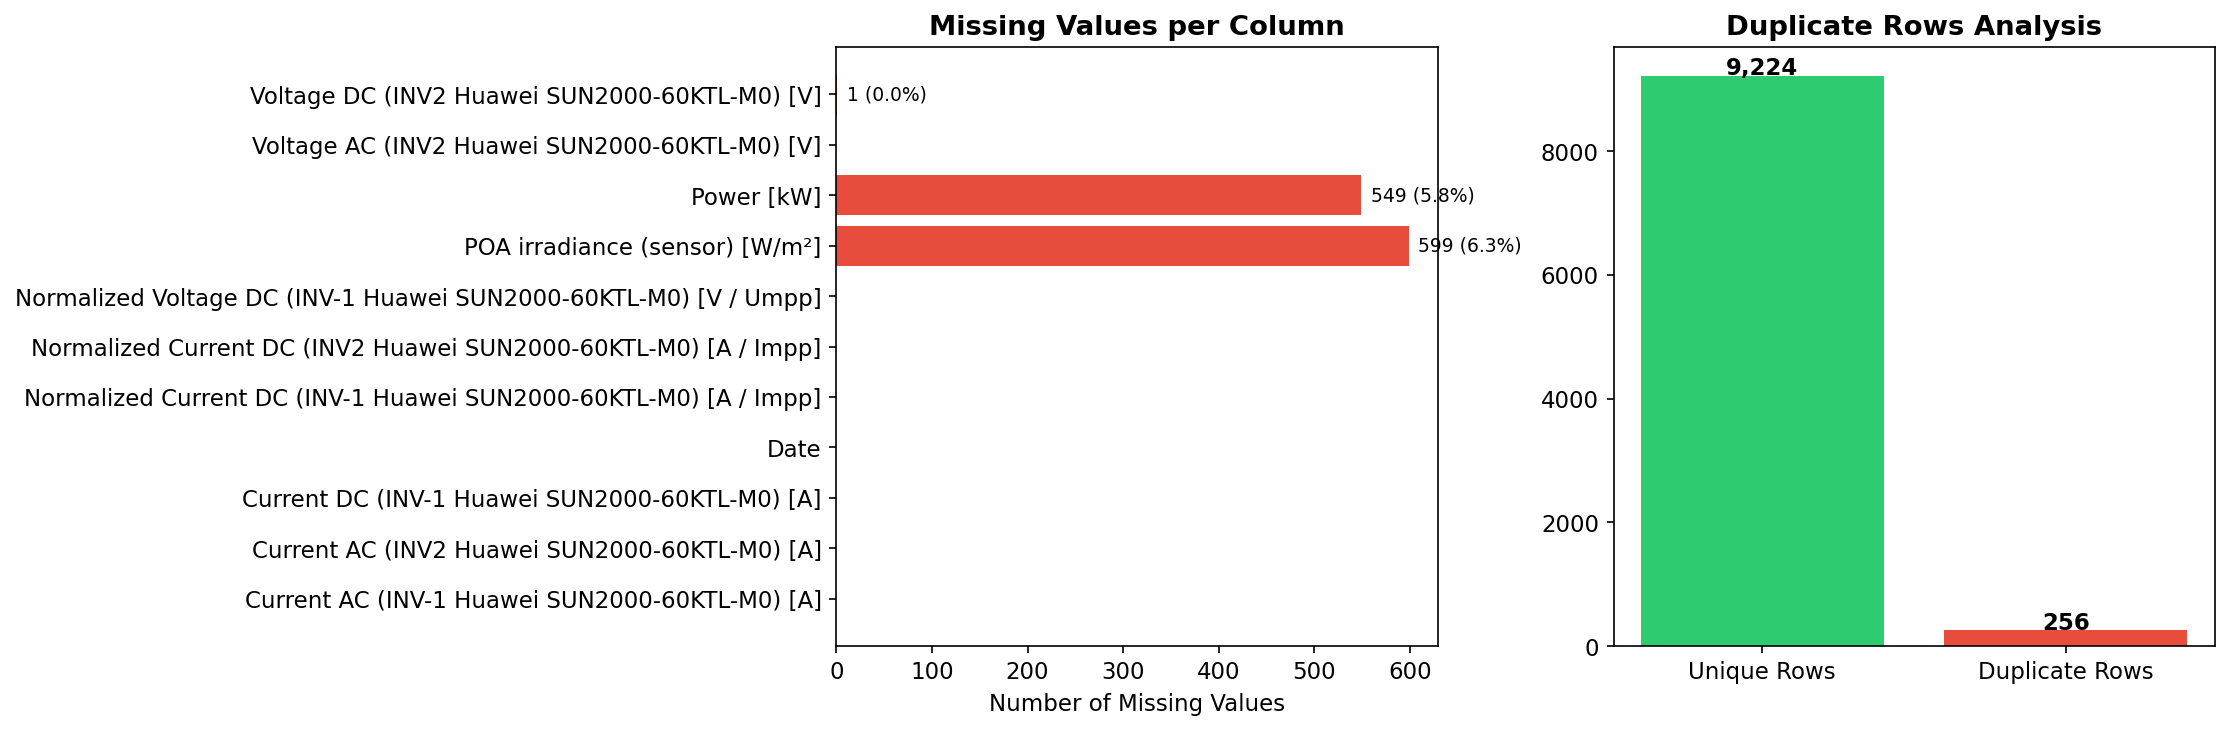 Missing Values per Column
Voltage DC (INV2 Huawei SUN2000-60KTL-M0) [V]
1 (0.0%)
Voltage AC (INV2 Huawei SUN2000-60KTL-M0) [V]
Power [kW]
549 (5.8%)
POA irradiance (sensor) [W/m²]
599 (6.3%)
Normalized Voltage DC (INV-1 Huawei SUN2000-60KTL-M0) [V / Umpp]
Normalized Current DC (INV2 Huawei SUN2000-60KTL-M0) [A / Impp]
Normalized Current DC (INV-1 Huawei SUN2000-60KTL-M0) [A / Impp]
Date
Current DC (INV-1 Huawei SUN2000-60KTL-M0) [A]
Current AC (INV2 Huawei SUN2000-60KTL-M0) [A]
Current AC (INV-1 Huawei SUN2000-60KTL-M0) [A]
0 100 200 300 400 500 600
Number of Missing Values
Duplicate Rows Analysis
9,224
8000
6000
4000
2000
256
0
Unique Rows Duplicate Rows